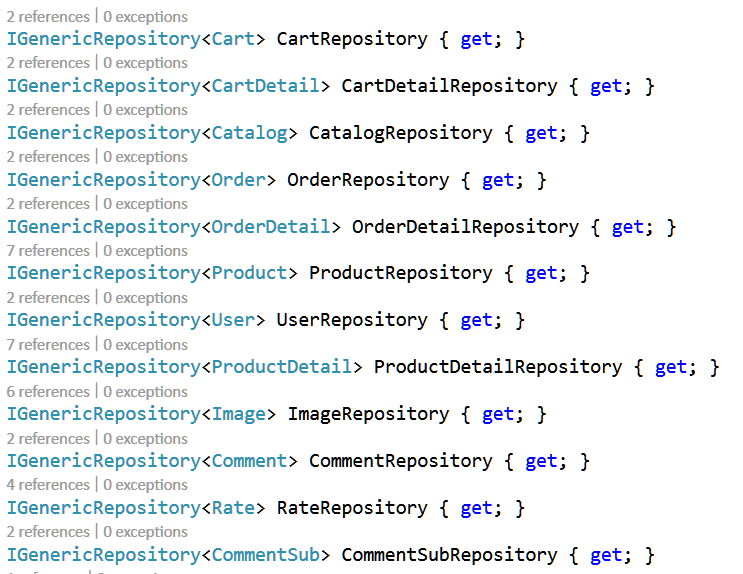 2 references | 0 exceptions
IGenericRepository<Cart> CartRepository { get; }
2 references | 0 exceptions
IGenericRepository<CartDetail> CartDetailRepository { get; }
2 references | 0 exceptions
IGenericRepository<Catalog> CatalogRepository { get; }
2 references | 0 exceptions
IGenericRepository<Order> OrderRepository { get; }
2 references | 0 exceptions
IGenericRepository<OrderDetail> OrderDetailRepository { get; }
7 references | 0 exceptions
IGenericRepository<Product> ProductRepository { get; }
2 references | 0 exceptions
IGenericRepository<User> UserRepository { get; }
7 references | 0 exceptions
IGenericRepository<ProductDetail> ProductDetailRepository { get; }
6 references | 0 exceptions
IGenericRepository<Image> ImageRepository { get; }
2 references | 0 exceptions
IGenericRepository<Comment> CommentRepository { get; }
4 references | 0 exceptions
IGenericRepository<Rate> RateRepository { get; }
2 references | 0 exceptions
IGenericRepository<CommentSub> CommentSubRepository { get; }